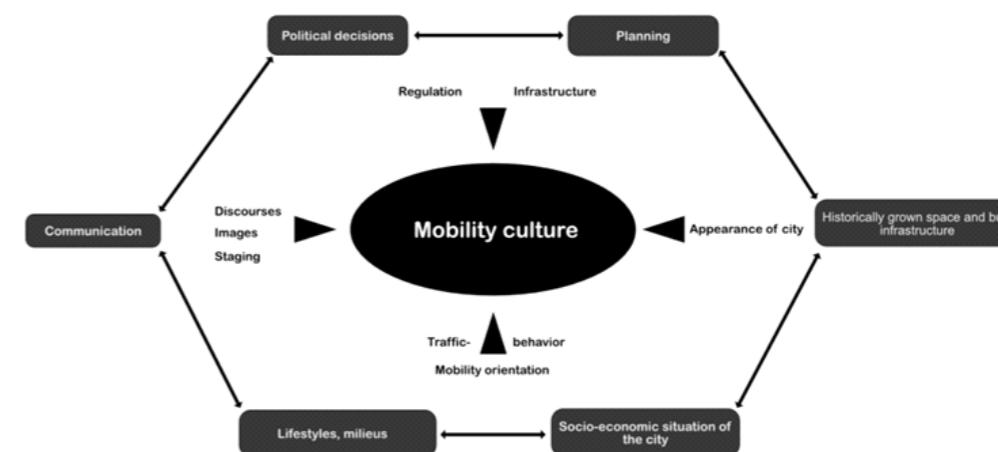 Political decisions
Planning
Regulation
Infrastructure
Discourses
Images
Staging
Communication
Mobility culture
Appearance of city
Historically grown space and
infrastructure
Traffic-
behavior
Mobility orientation
Lifestyles, milieus
Socio-economic situation of
the city